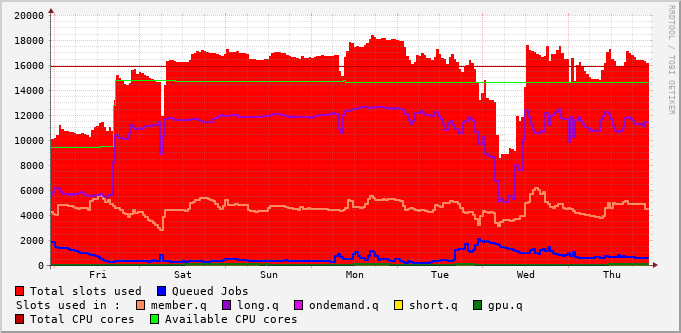 RRDTOOL / TOBI OETIKER
20000
18000
16000
14000
12000
10000
8000
6000
4000
2000
0
Fri Sat Sun Mon Tue Wed Thu
Total slots used Queued Jobs
Slots used in : member.q long.q ondemand.q short.q gpu.q
Total CPU cores Available CPU cores